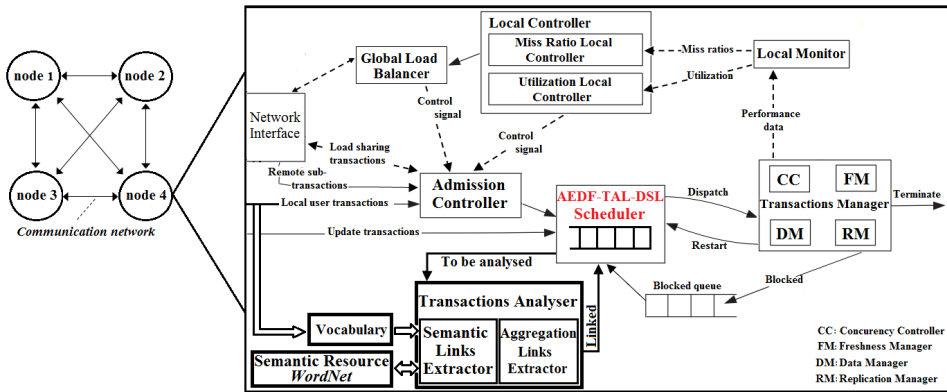 node 1
node 2
node 3
node 4
Communication network
Local Controller
Miss Ratio Local
Controller
Utilization Local
Controller
Global Load
Balancer
Miss ratios
Utilization
Local Monitor
Network
Interface
Control
signal
Control
signal
Performance
data
Load sharing
transactions
Remote sub-
transactions
Local user transactions
Update transactions
Admission
Controller
AEDF-TAL-DSL
Scheduler
Dispatch
Restart
CC
FM
Transactions Manager
DM
RM
Terminate
Blocked
Blocked queue
To be analysed
Linked
Transactions Analyser
Semantic
Links
Extractor
Aggregation
Links
Extractor
Vocabulary
Semantic Resource
WordNet
CC: Concurency Controller
FM: Freshness Manager
DM: Data Manager
RM: Replication Manager